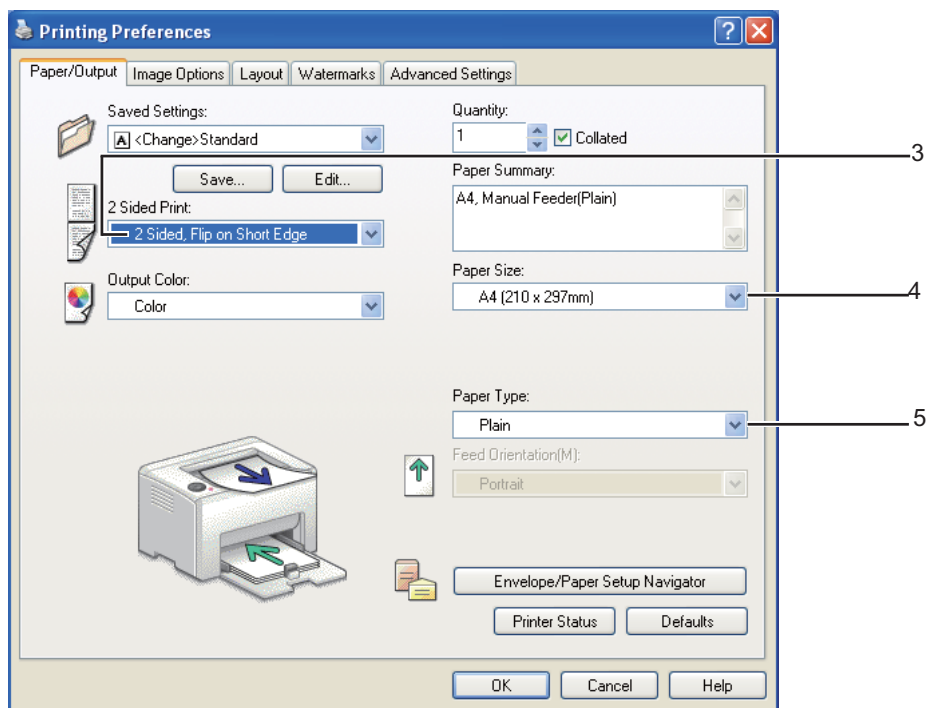 Printing Preferences
Paper/Output
Image Options
Layout
Watermarks
Advanced Settings
Saved Settings:
A <Change>Standard
Save...
Edit...
2 Sided Print:
2 Sided, Flip on Short Edge
Output Color:
Color
Quantity:
1
Collated
3
Paper Summary:
A4, Manual Feeder(Plain)
Paper Size:
A4 (210 x 297mm)
4
Paper Type:
Plain
5
Feed Orientation(M):
Portrait
Envelope/Paper Setup Navigator
Printer Status
Defaults
OK
Cancel
Help